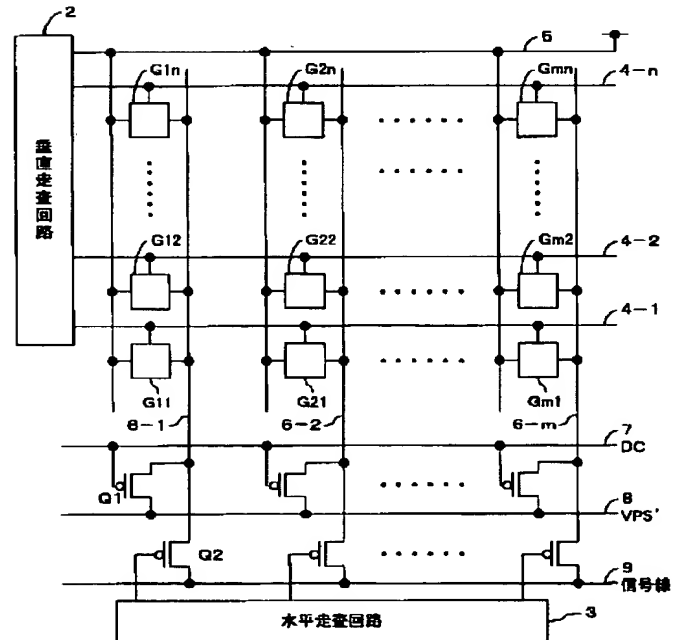 2
5
G1n
G2n
Gmn
4-n
垂直走査回路
G12
G22
Gm2
4-2
4-1
G11
G21
Gm1
6-1
6-2
6-m
7
DC
Q1
8
VPS'
Q2
9
信号線
水平走査回路
3